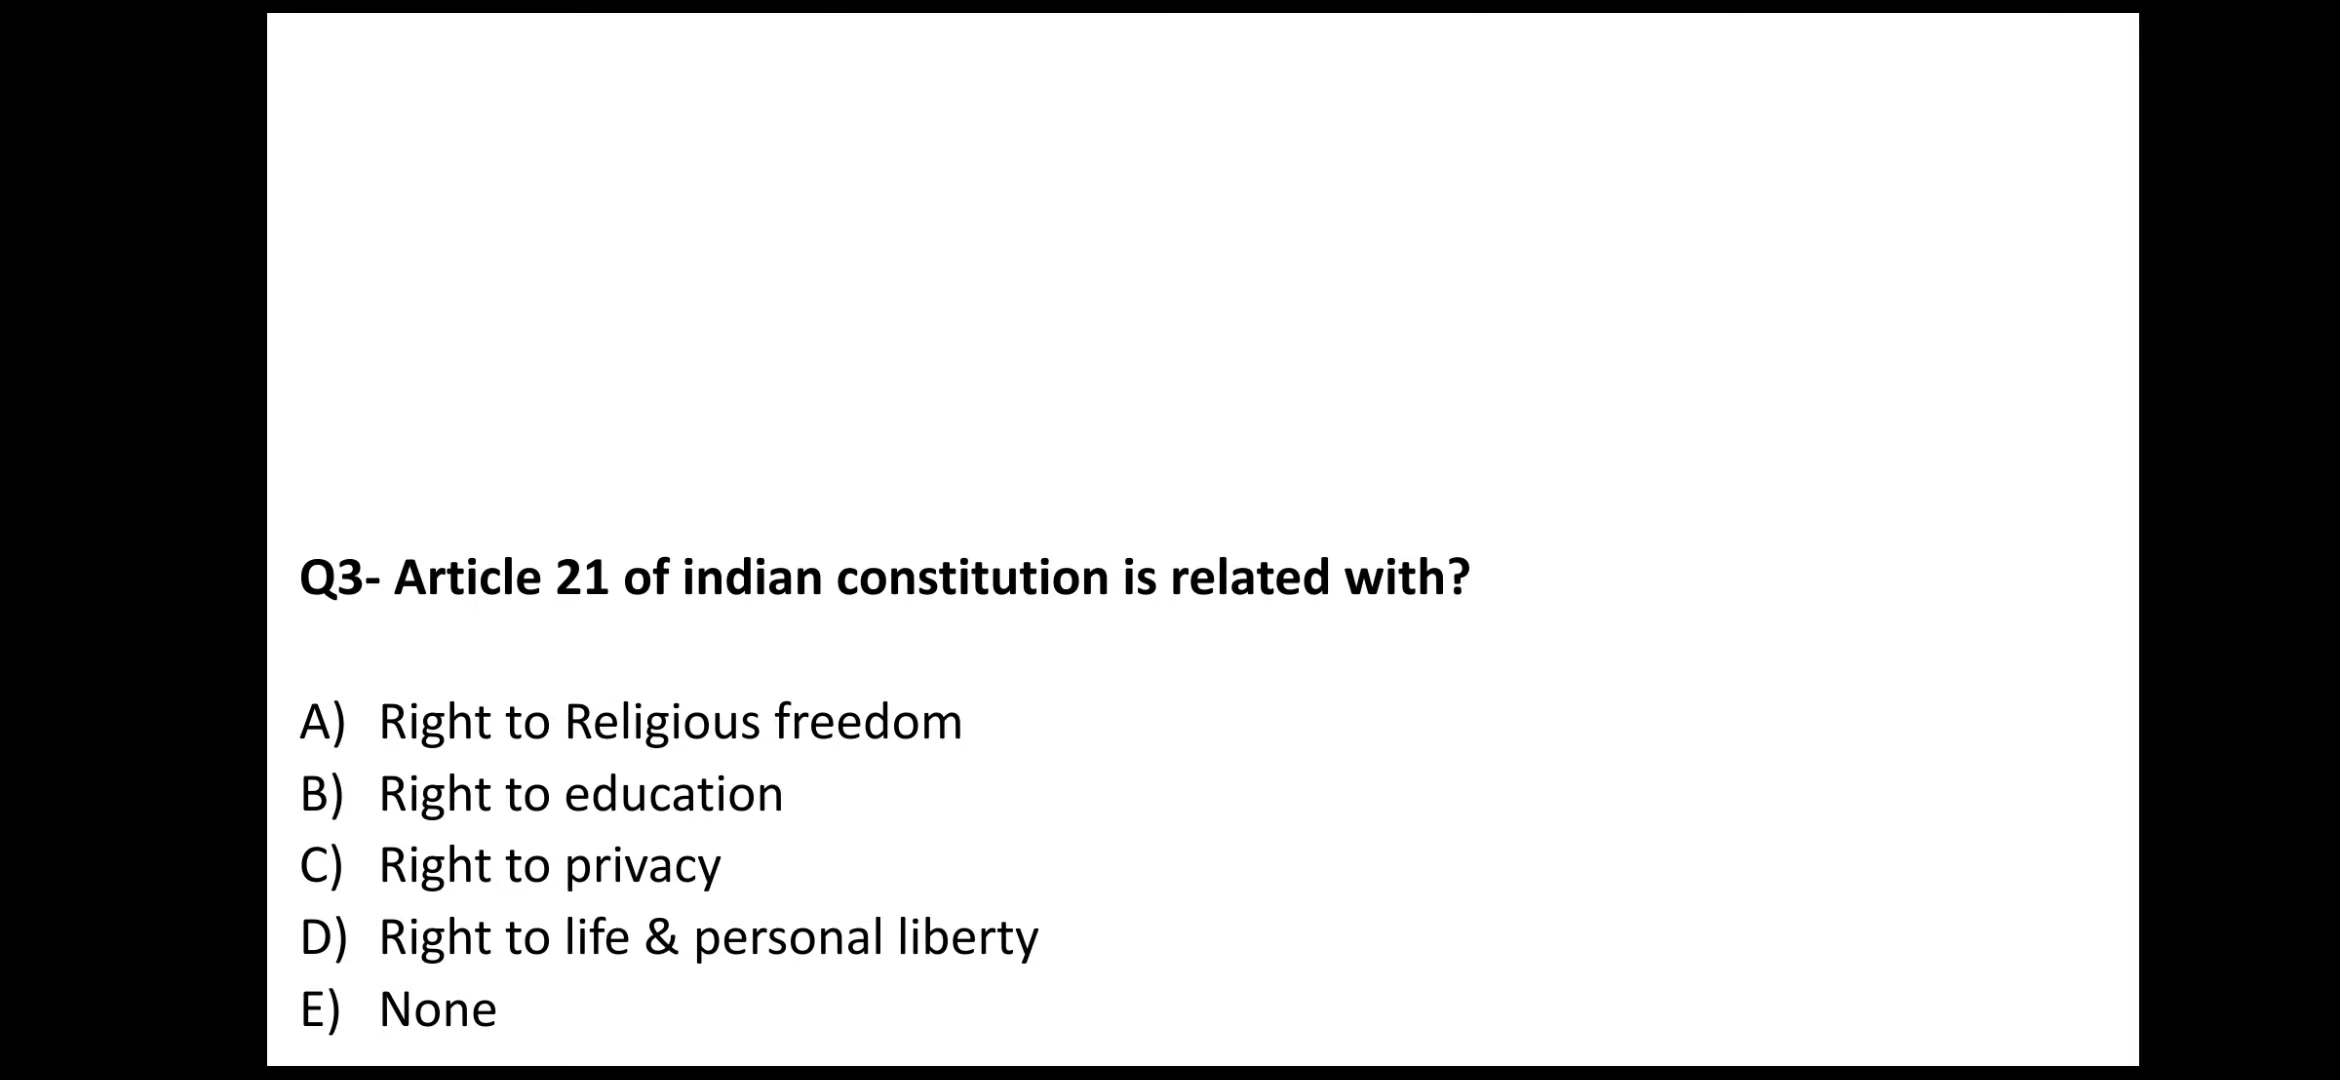 Q3- Article 21 of indian constitution is related with?
A) Right to Religious freedom
B) Right to education
C) Right to privacy
D) Right to life & personal liberty
E) None